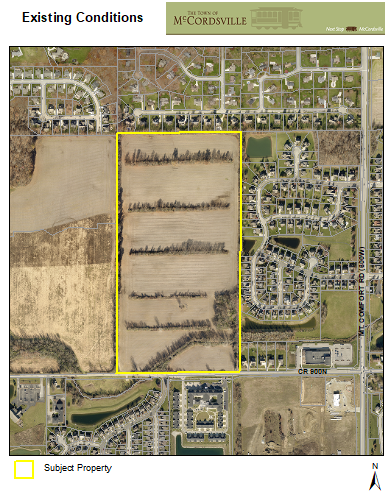 Existing Conditions
THE TOWN OF
MCCORDSVILLE
Next Stop McCordsville
MT COMFORT RD (600W)
CR 900N
Subject Property
N